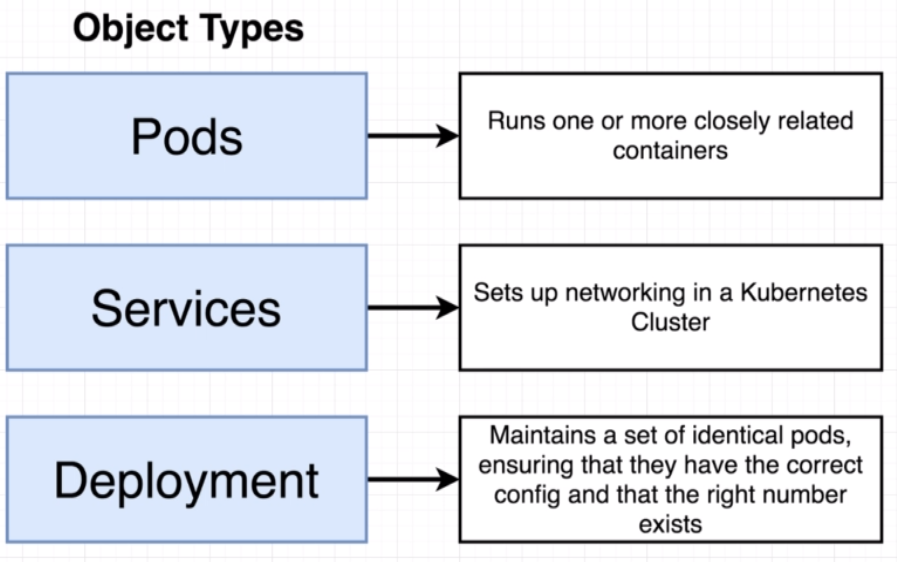 Object Types
Pods
Runs one or more closely related
containers
Services
Sets up networking in a Kubernetes
Cluster
Deployment
Maintains a set of identical pods,
ensuring that they have the correct
config and that the right number
exists